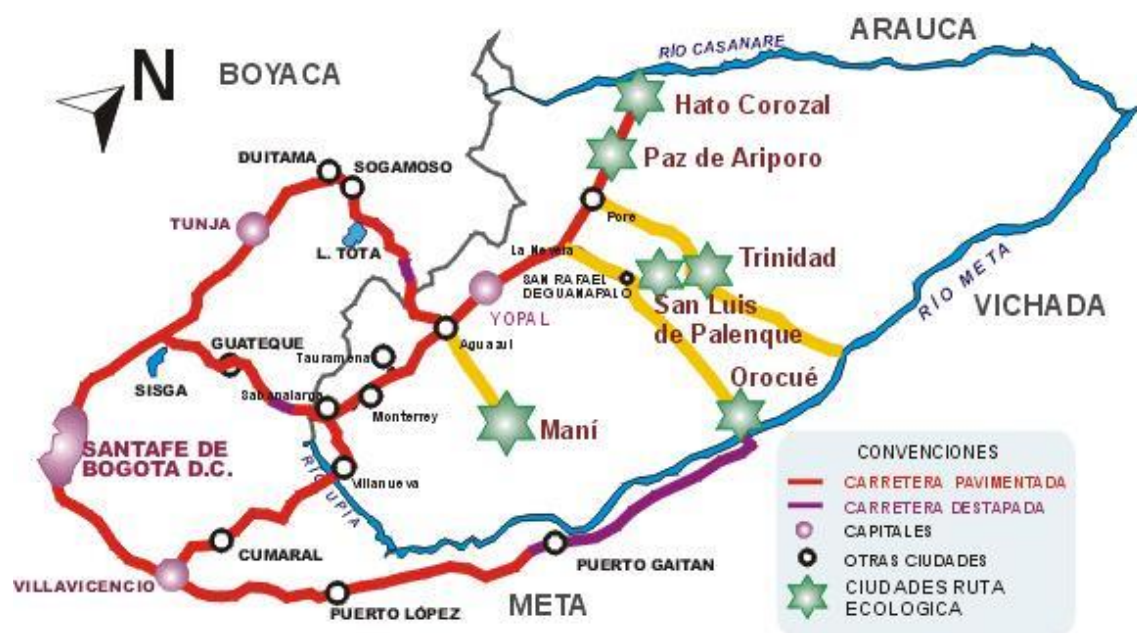 ARAUCA
RÍO CASANARE
N
BOYACA
Hato Corozal
Paz de Ariporo
DUITAMA
SOGAMOSO
TUNJA
Pore
L. TOTA
La Nevera
Trinidad
SAN RAFAEL
DEGUANAPALO
RÍO META
VICHADA
YOPAL
San Luis
de Palenque
Aguazul
GUATEQUE
Tauramena
SISGA
Orocué
Sabanalarga
Monterrey
Maní
SANTAFE DE
BOGOTA D.C.
RÍO UPIA
Villanueva
CUMARAL
PUERTO GAITAN
VILLAVICENCIO
PUERTO LÓPEZ
META
CONVENCIONES
CARRETERA PAVIMENTADA
CARRETERA DESTAPADA
CAPITALES
OTRAS CIUDADES
CIUDADES RUTA
ECOLOGICA